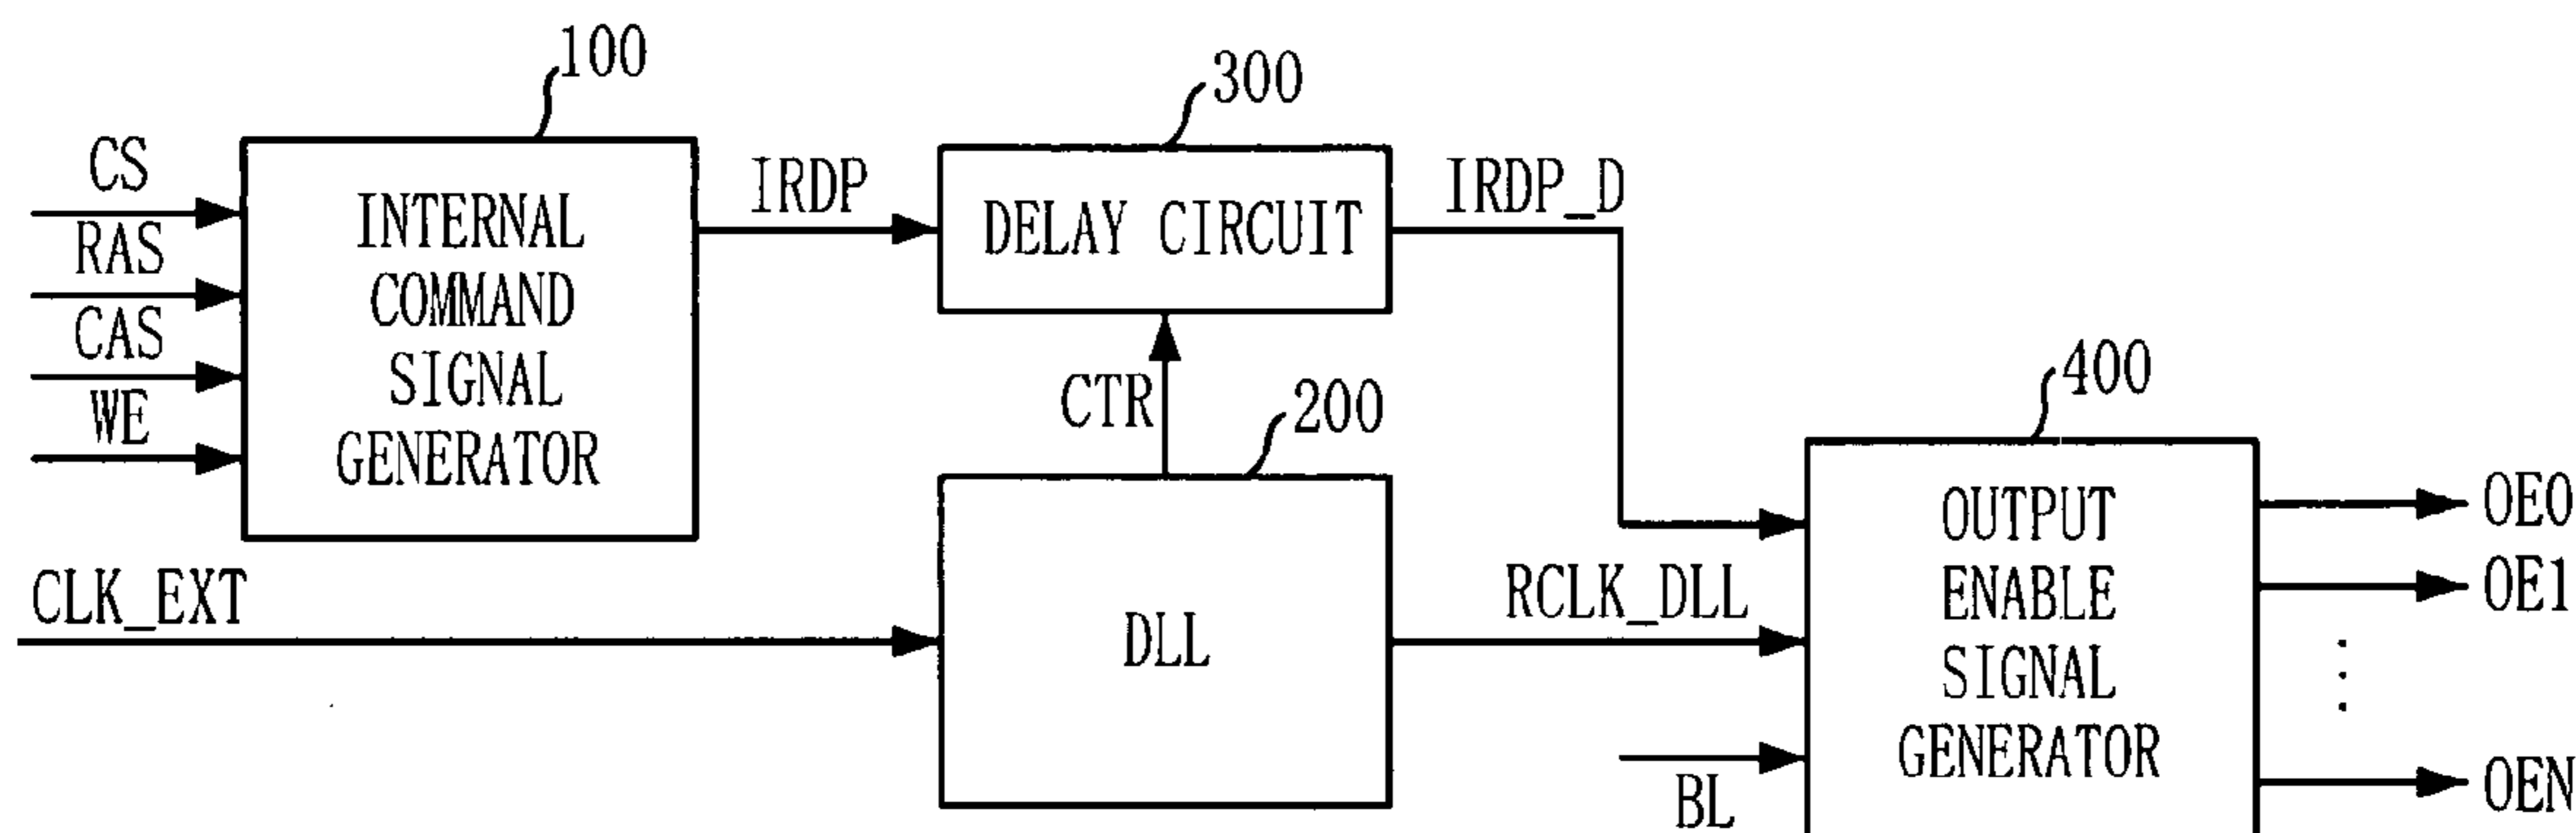 100
300
CS
RAS
CAS
WE
INTERNAL
COMMAND
SIGNAL
GENERATOR
IRDP
DELAY CIRCUIT
IRDP_D
CTR
200
400
CLK_EXT
DLL
RCLK_DLL
BL
OUTPUT
ENABLE
SIGNAL
GENERATOR
OE0
OE1
OEN